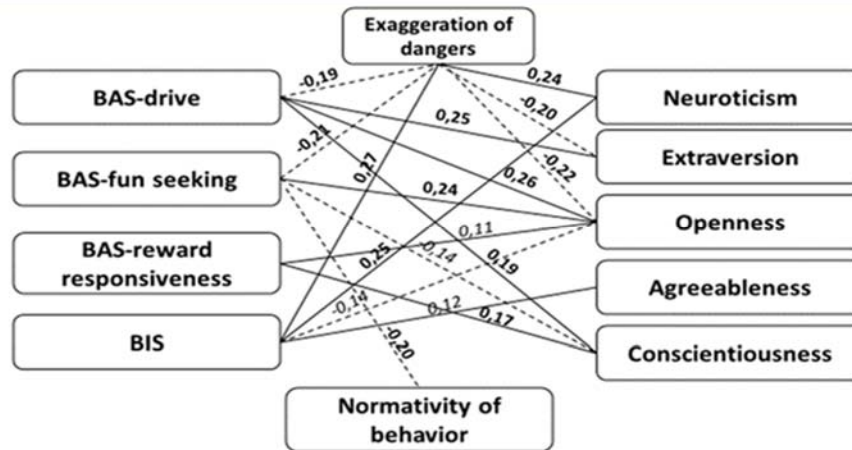 Exaggeration of
dangers
-0,19
0,24
BAS-drive
Neuroticism
-0,20
0,25
-0,21
Extraversion
-0,22
0,27
BAS-fun seeking
0,26
0,24
Openness
0,11
BAS-reward
responsiveness
0,25
-0,14
0,19
Agreeableness
-0,14
0,12
0,17
BIS
-0,20
Conscientiousness
Normativity of
behavior